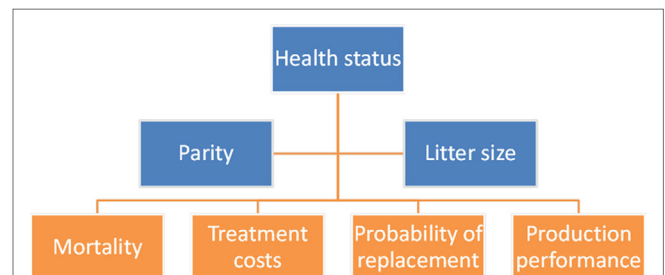 Health status
Parity
Litter size
Mortality
Treatment
costs
Probability of
replacement
Production
performance